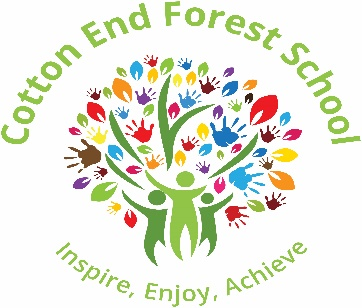 Cotton End Forest School
Inspire, Enjoy, Achieve